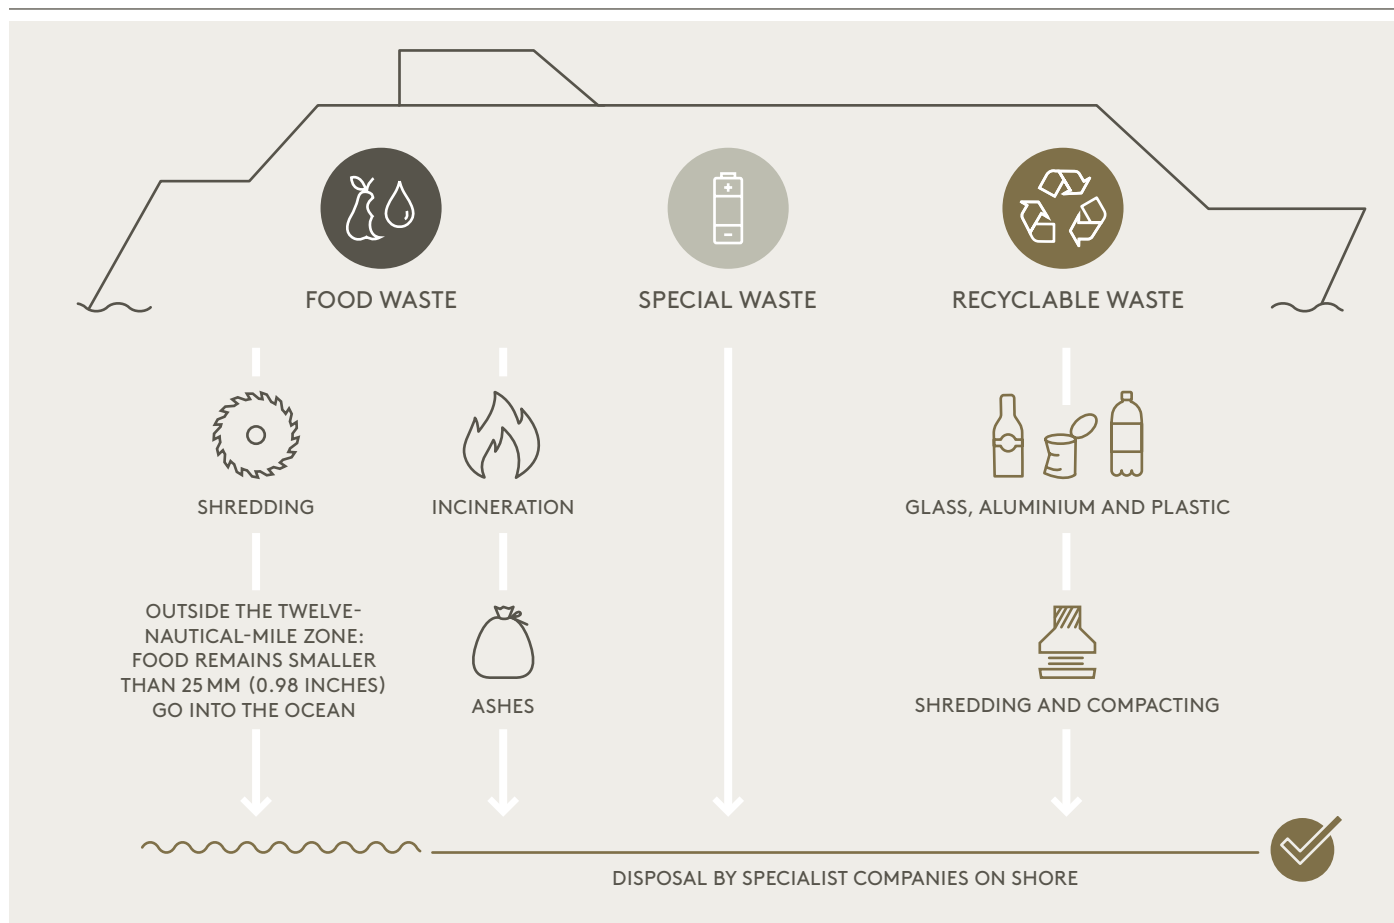 FOOD WASTE
SPECIAL WASTE
RECYCLABLE WASTE
SHREDDING
INCINERATION
GLASS, ALUMINIUM AND PLASTIC
OUTSIDE THE TWELVE-
NAUTICAL-MILE ZONE:
FOOD REMAINS SMALLER
THAN 25 MM (0.98 INCHES)
GO INTO THE OCEAN
ASHES
SHREDDING AND COMPACTING
DISPOSAL BY SPECIALIST COMPANIES ON SHORE